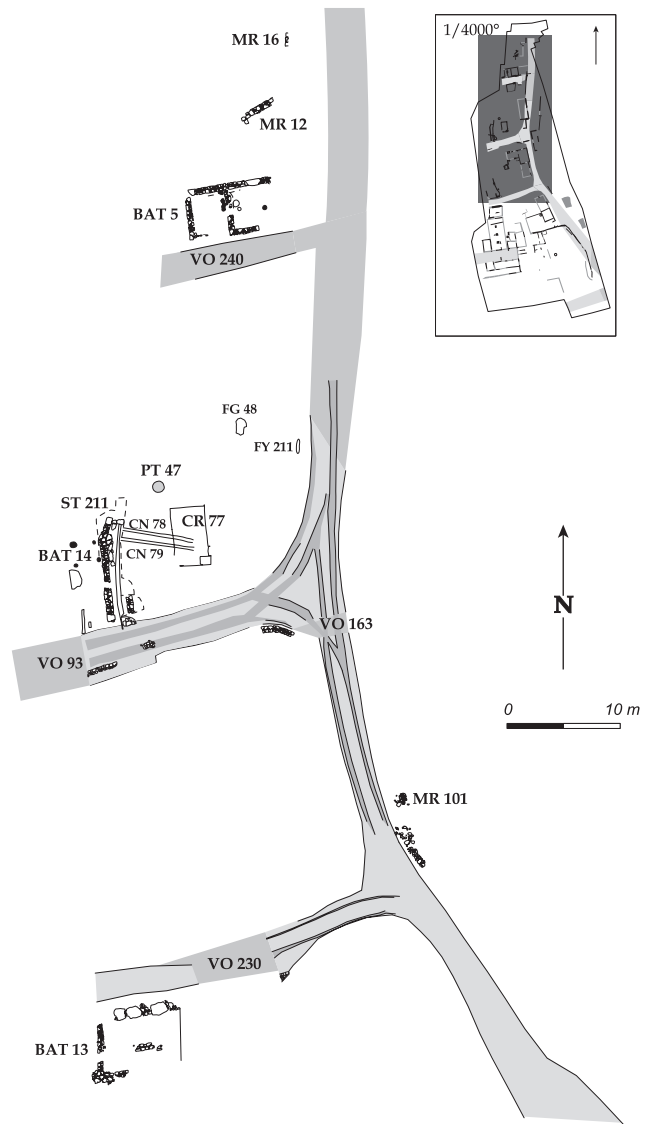 MR 16
1/4000°
MR 12
BAT 5
VO 240
FG 48
FY 211
PT 47
ST 211
CN 78
CR 77
BAT 14
CN 79
VO 163
VO 93
N
0 10 m
MR 101
VO 230
BAT 13